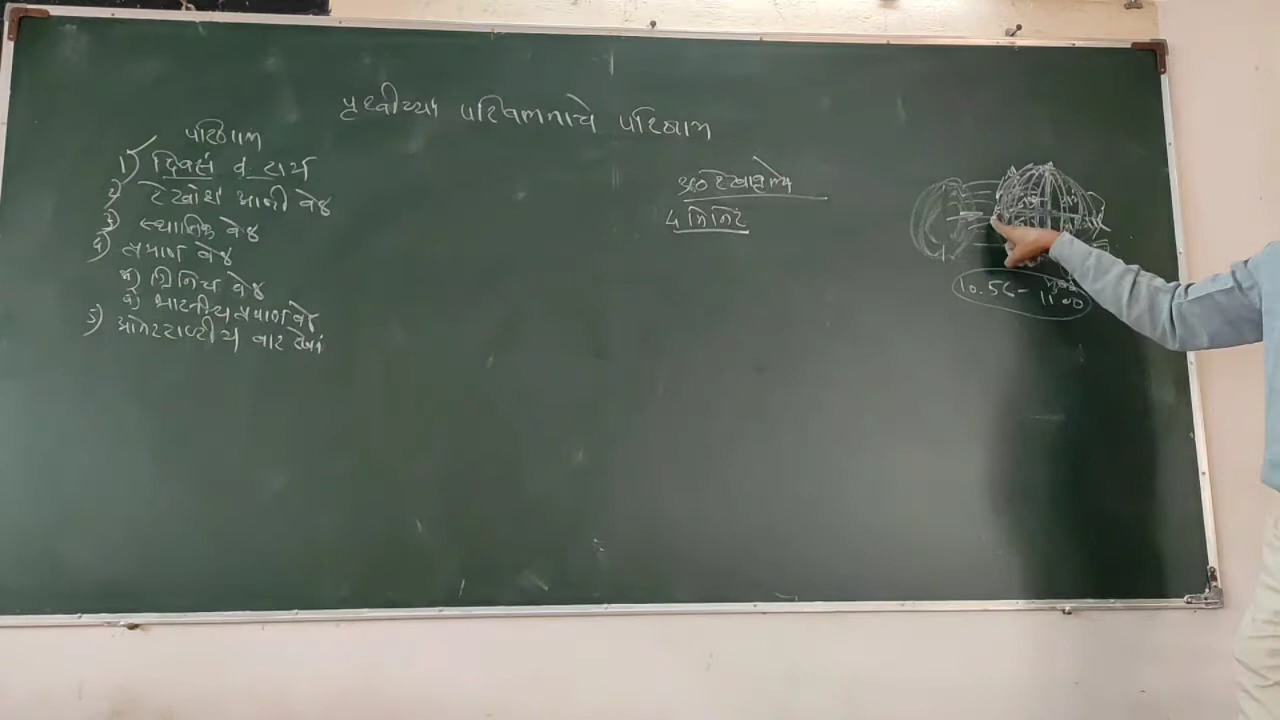 पृथ्वीच्या परिवलनाचे परिणाम
परिणाम
1) दिवस व रात्र
2) रेखांश आणी वेळ
3) स्थानिक वेळ
4) प्रमाण वेळ
अ) ग्रिनिच वेळ
ब) भारतीय प्रमाण वेळ
5) आंतरराष्ट्रीय वार रेषा
360 रेखावृत्ते
4 मिनिटे
10.56 - 11.00